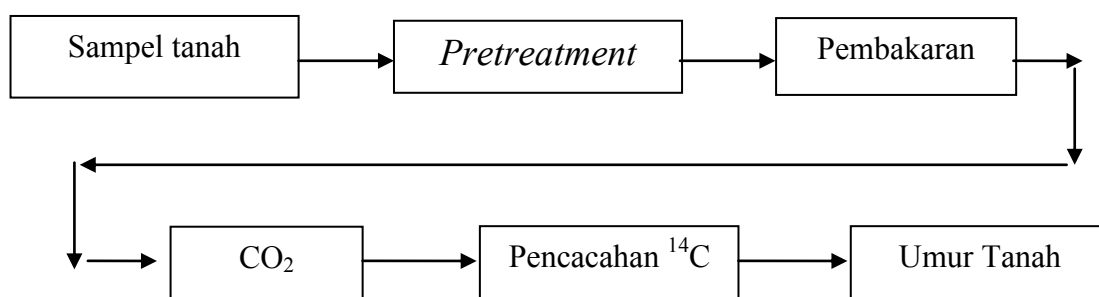 Sampel tanah
Pretreatment
Pembakaran
CO₂
Pencacahan ¹⁴C
Umur Tanah